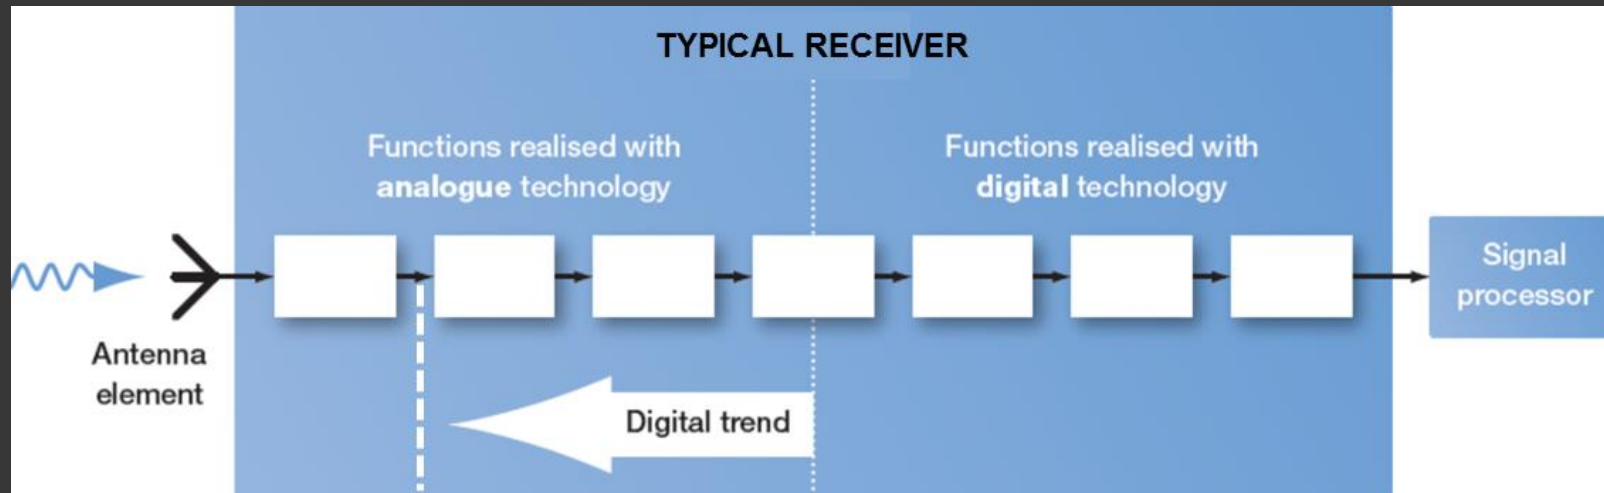 TYPICAL RECEIVER
Functions realised with
analogue technology
Functions realised with
digital technology
Antenna
element
Signal
processor
Digital trend